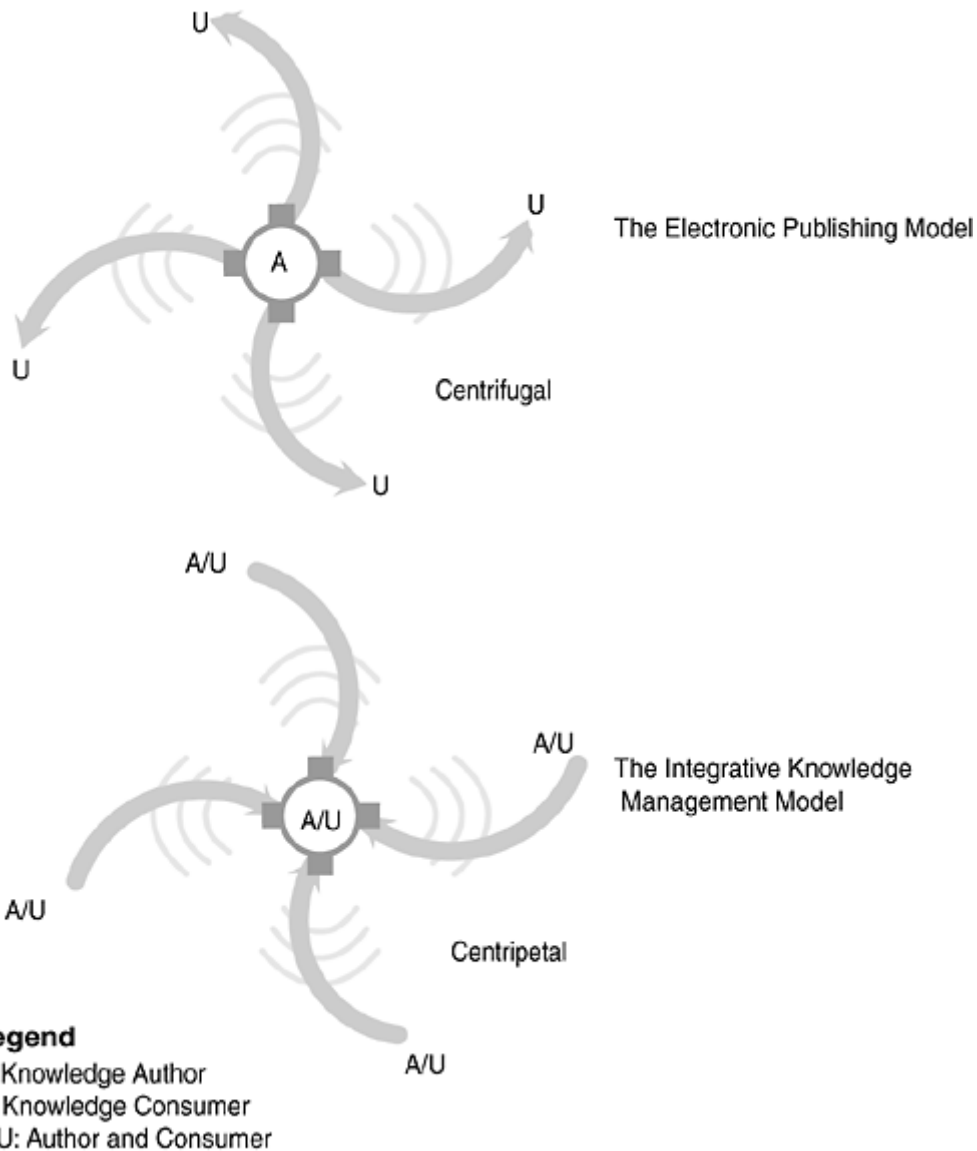 U
U
The Electronic Publishing Model
A
U
Centrifugal
U
A/U
A/U
The Integrative Knowledge
Management Model
A/U
A/U
Centripetal
A/U
egend
Knowledge Author
Knowledge Consumer
U: Author and Consumer